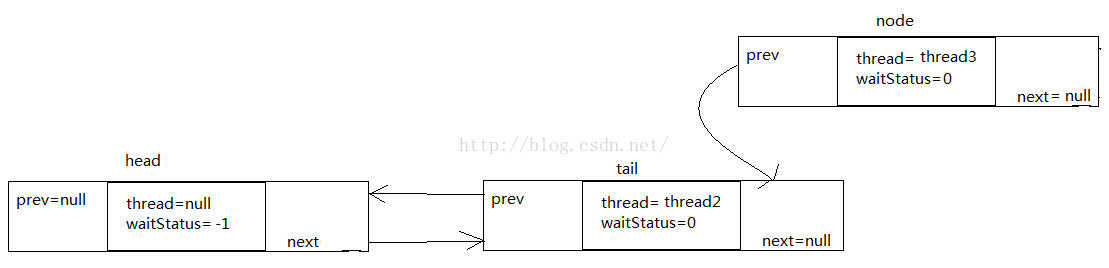 node
prev
thread= thread3
waitStatus=0
next= null
http://blog.csdn.net/
head
tail
prev=null
thread=null
waitStatus= -1
next
prev
thread= thread2
waitStatus=0
next=null